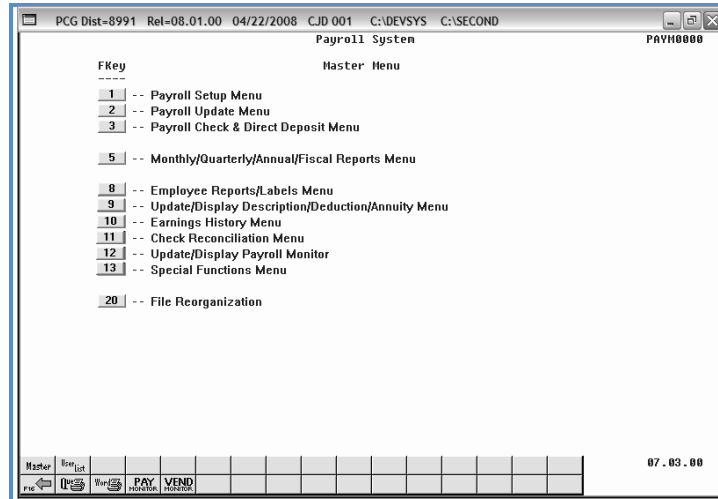 PCG Dist=8991 Rel=08.01.00 04/22/2008 CJD 001 C:\DEVSYS C:\SECOND
Payroll System PAYM0000
FKey Master Menu
----
1 -- Payroll Setup Menu
2 -- Payroll Update Menu
3 -- Payroll Check & Direct Deposit Menu
5 -- Monthly/Quarterly/Annual/Fiscal Reports Menu
8 -- Employee Reports/Labels Menu
9 -- Update/Display Description/Deduction/Annuity Menu
10 -- Earnings History Menu
11 -- Check Reconciliation Menu
12 -- Update/Display Payroll Monitor
13 -- Special Functions Menu
20 -- File Reorganization
Master User List 07.03.00
F16 Que Word PAY MONITOR VEND MONITOR